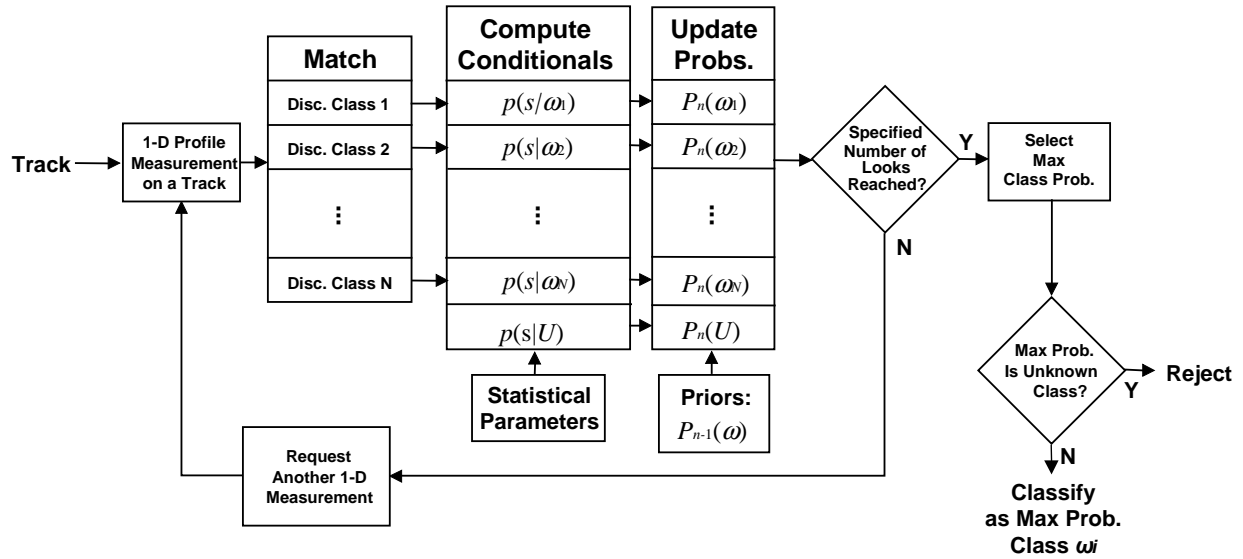 Track
1-D Profile
Measurement
on a Track
Match
Disc. Class 1
Disc. Class 2
⋮
Disc. Class N
Compute
Conditionals
p(s/ω1)
p(s|ω2)
⋮
p(s|ωN)
p(s|U)
Statistical
Parameters
Update
Probs.
Pn(ω1)
Pn(ω2)
⋮
Pn(ωN)
Pn(U)
Priors:
Pn-1(ω)
Specified
Number of
Looks
Reached?
Y
N
Request
Another 1-D
Measurement
Select
Max
Class Prob.
Max Prob.
Is Unknown
Class?
Y
Reject
N
Classify
as Max Prob.
Class ωi